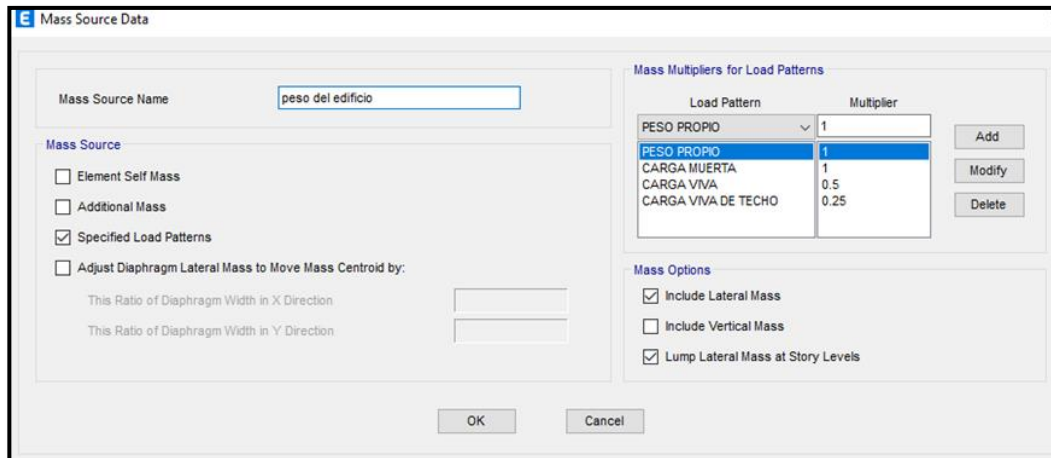 E Mass Source Data
Mass Source Name peso del edificio
Mass Source
Element Self Mass
Additional Mass
Specified Load Patterns
Adjust Diaphragm Lateral Mass to Move Mass Centroid by:
This Ratio of Diaphragm Width in X Direction
This Ratio of Diaphragm Width in Y Direction
Mass Multipliers for Load Patterns
Load Pattern Multiplier
PESO PROPIO 1
PESO PROPIO 1
CARGA MUERTA 1
CARGA VIVA 0.5
CARGA VIVA DE TECHO 0.25
Add
Modify
Delete
Mass Options
Include Lateral Mass
Include Vertical Mass
Lump Lateral Mass at Story Levels
OK Cancel